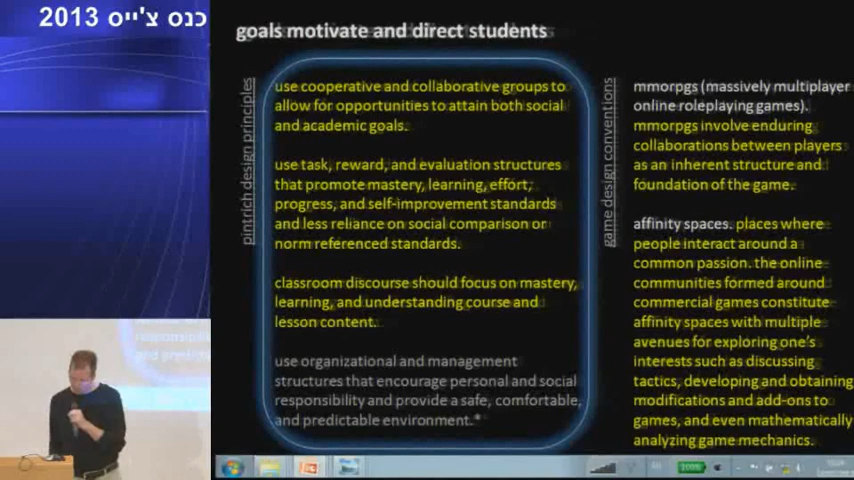 כנס צ'ייס 2013
goals motivate and direct students
pintrich design principles
use cooperative and collaborative groups to
allow for opportunities to attain both social
and academic goals.
use task, reward, and evaluation structures
that promote mastery, learning, effort,
progress, and self-improvement standards
and less reliance on social comparison or
norm referenced standards.
classroom discourse should focus on mastery,
learning, and understanding course and
lesson content.
use organizational and management
structures that encourage personal and social
responsibility and provide a safe, comfortable,
and predictable environment.*
game design conventions
mmorpgs (massively multiplayer
online roleplaying games).
mmorpgs involve enduring
collaborations between players
as an inherent structure and
foundation of the game.
affinity spaces. places where
people interact around a
common passion. the online
communities formed around
commercial games constitute
affinity spaces with multiple
avenues for exploring one's
interests such as discussing
tactics, developing and obtaining
modifications and add-ons to
games, and even mathematically
analyzing game mechanics.
responsibility
100%